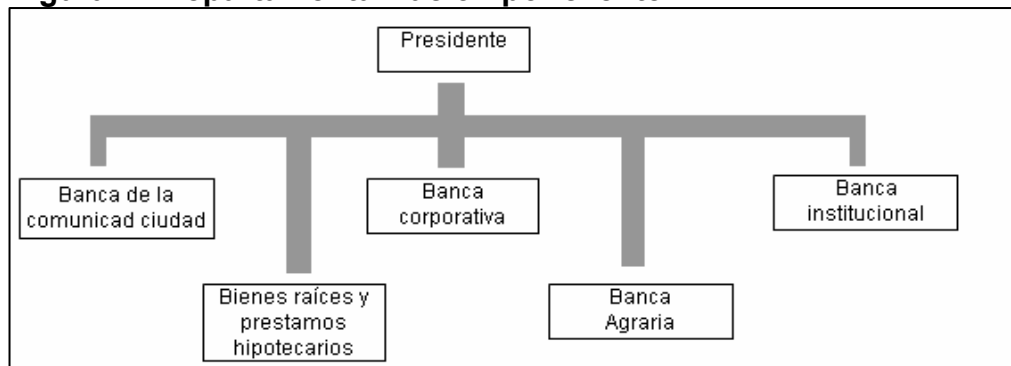 Presidente
Banca de la
comunicad ciudad
Banca
corporativa
Banca
institucional
Bienes raíces y
prestamos
hipotecarios
Banca
Agraria